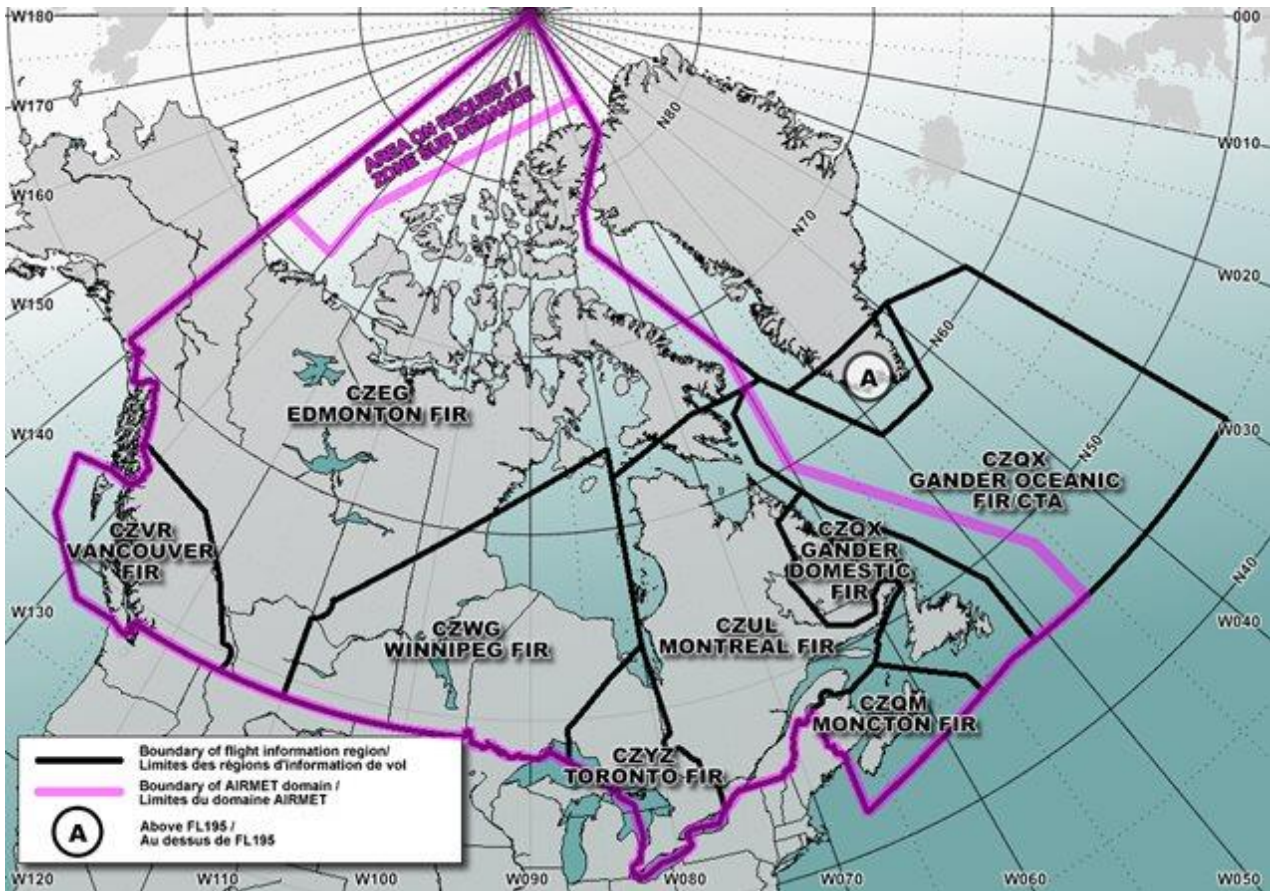 W180
000
W170
AREA ON REQUEST /
ZONE SUR DEMANDE
N80
W010
W160
N70
W020
W150
N60
A
CZEG
EDMONTON FIR
W140
W030
N50
CZQX
GANDER OCEANIC
FIR/CTA
CZVR
VANCOUVER
FIR
CZQX
GANDER
DOMESTIC
FIR
N40
W130
CZWG
WINNIPEG FIR
CZUL
MONTREAL FIR
W040
CZQM
MONCTON FIR
CZYZ
TORONTO FIR
Boundary of flight information region/
Limites des régions d'information de vol
Boundary of AIRMET domain /
Limites du domaine AIRMET
A
Above FL195 /
Au dessus de FL195
W120
W110
W100
W090
W080
W070
W060
W050